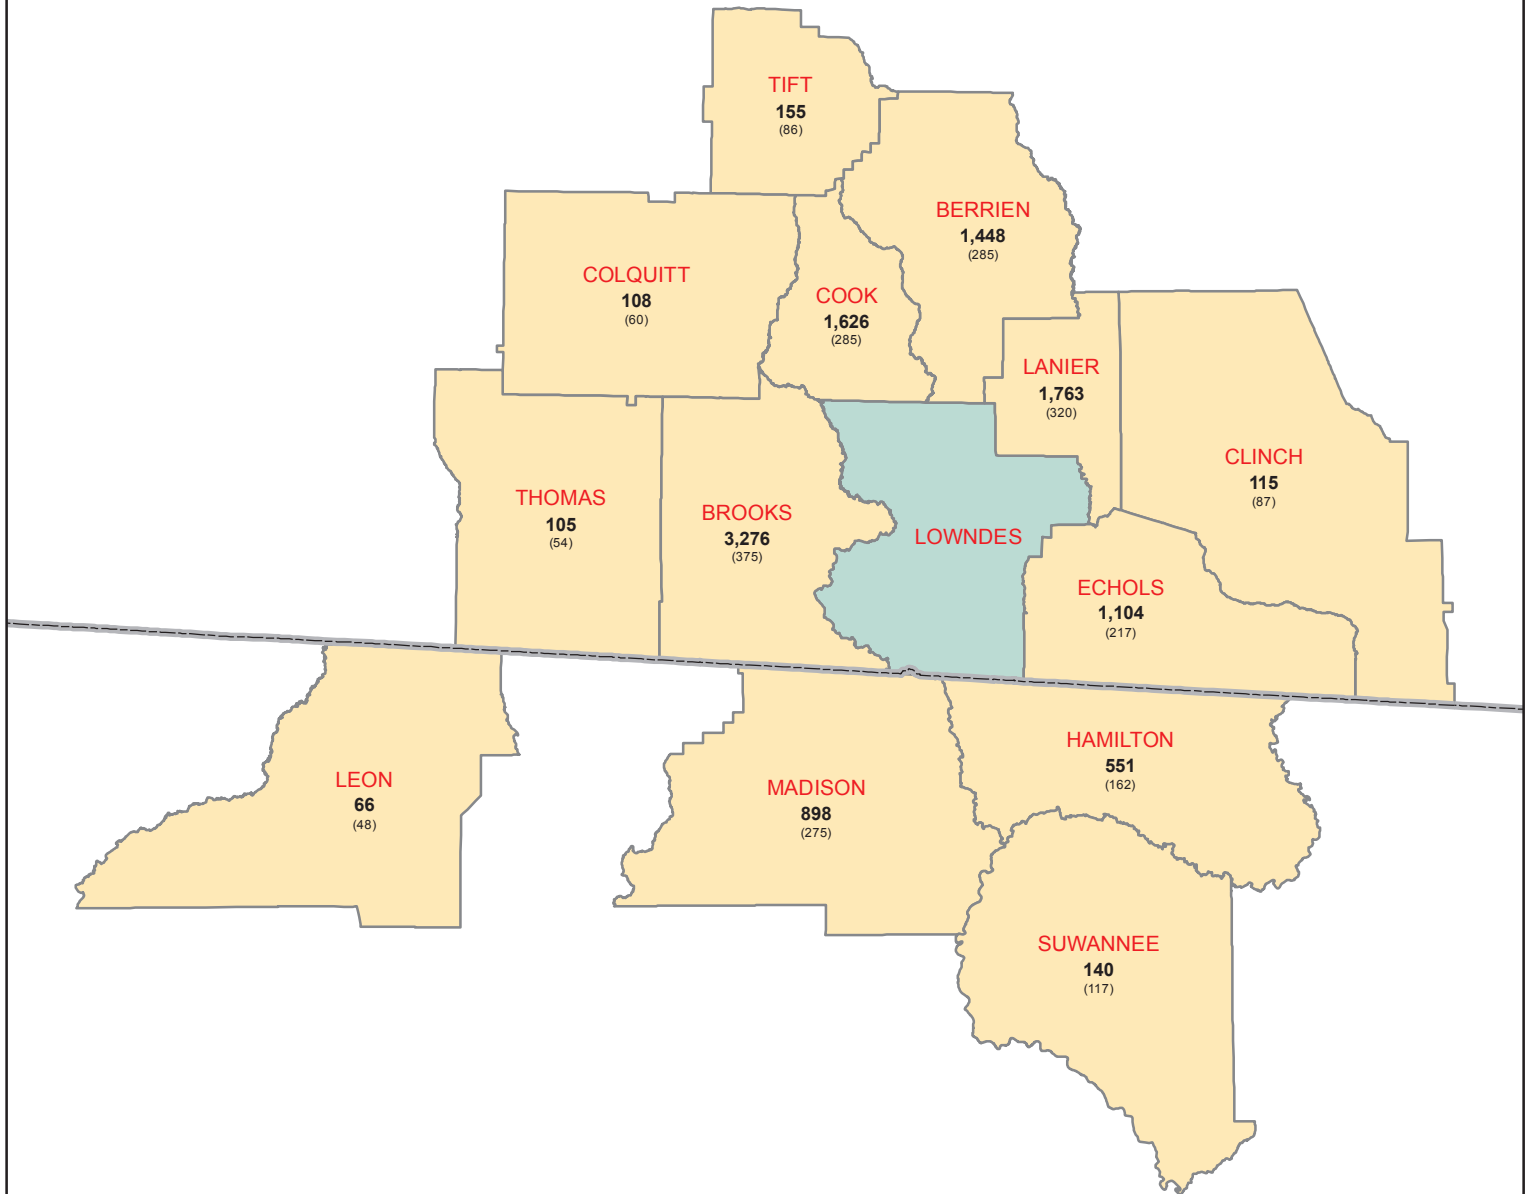 TIFT
155
(86)
BERRIEN
1,448
(285)
COLQUITT
108
(60)
COOK
1,626
(285)
LANIER
1,763
(320)
CLINCH
115
(87)
THOMAS
105
(54)
BROOKS
3,276
(375)
LOWNDES
ECHOLS
1,104
(217)
HAMILTON
551
(162)
LEON
66
(48)
MADISON
898
(275)
SUWANNEE
140
(117)